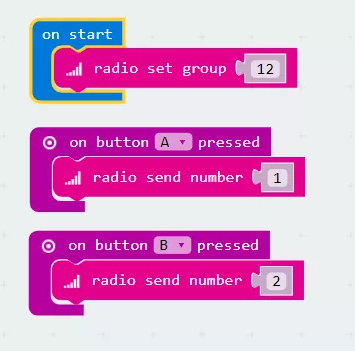 on start
radio set group 12
on button A pressed
radio send number 1
on button B pressed
radio send number 2